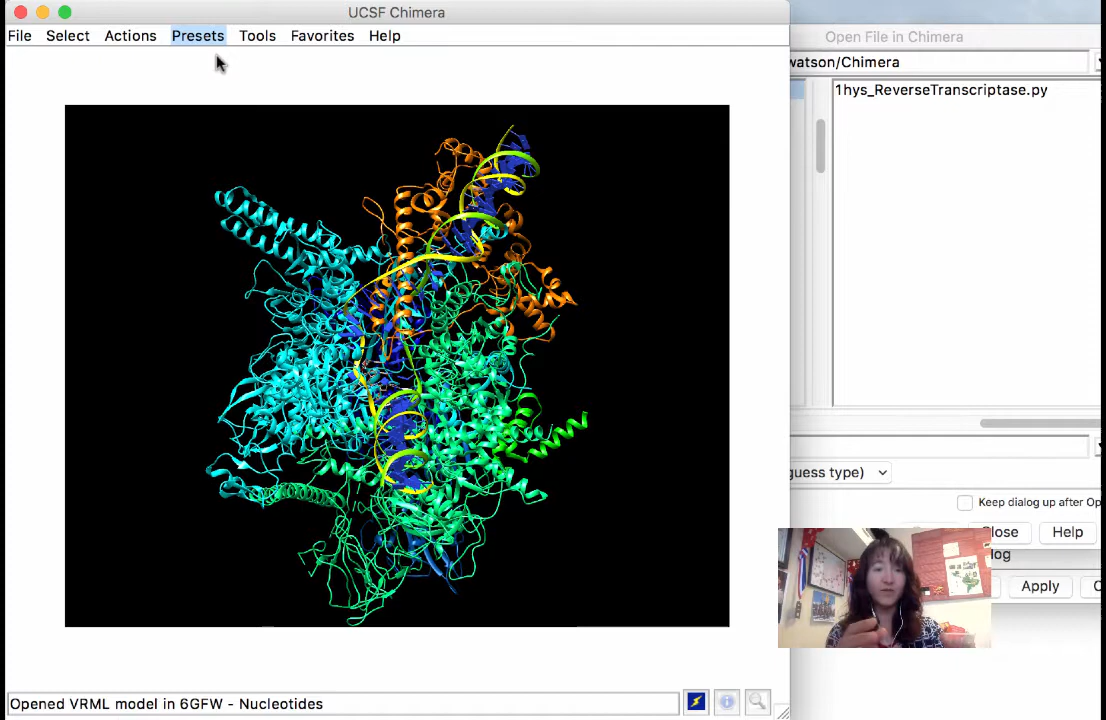 UCSF Chimera
File Select Actions Presets Tools Favorites Help
Open File in Chimera
watson/Chimera
1hys_ReverseTranscriptase.py
guess type)
Keep dialog up after Op
Close Help
log
Apply
Opened VRML model in 6GFW - Nucleotides